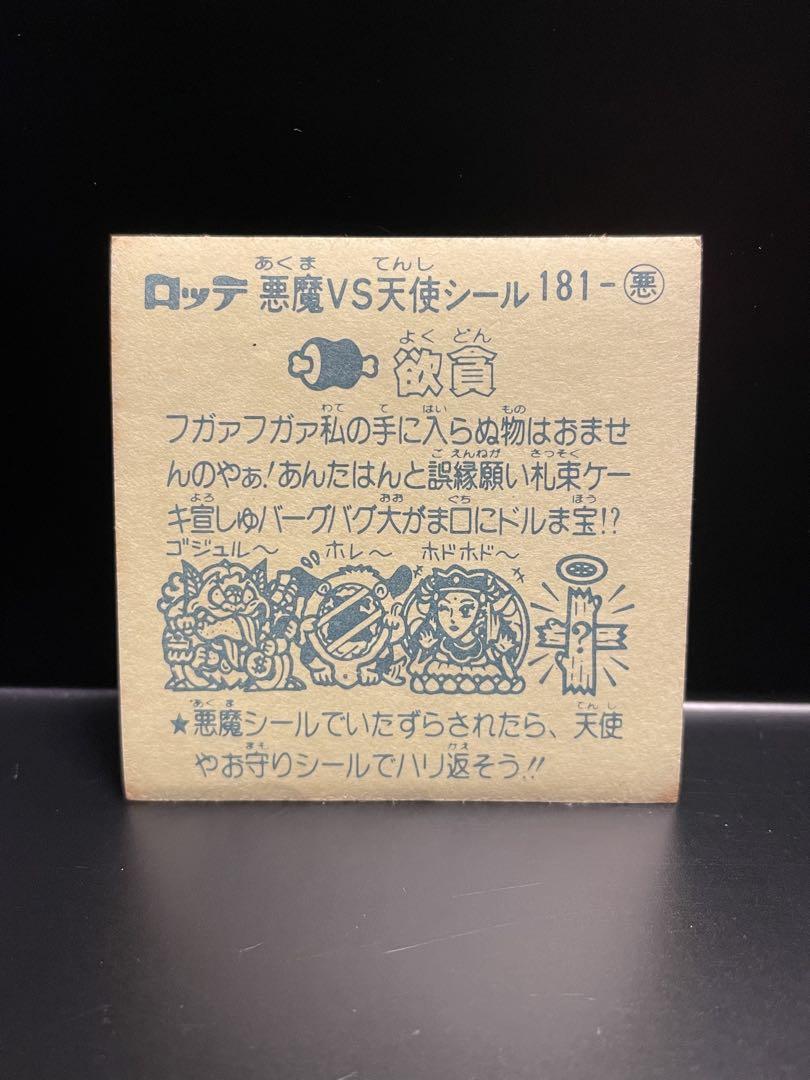 ロッテ 悪魔VS天使シール 181-悪
欲貪
フガァフガァ私の手に入らぬ物はおませ
んのやぁ!あんたはんと誤縁願い札束ケー
キ宣しゅバーグバグ大がま口にドルま宝!?
ゴジュル〜 ホレ〜 ホドホド〜
?
★悪魔シールでいたずらされたら、天使
やお守りシールでハリ返そう!!